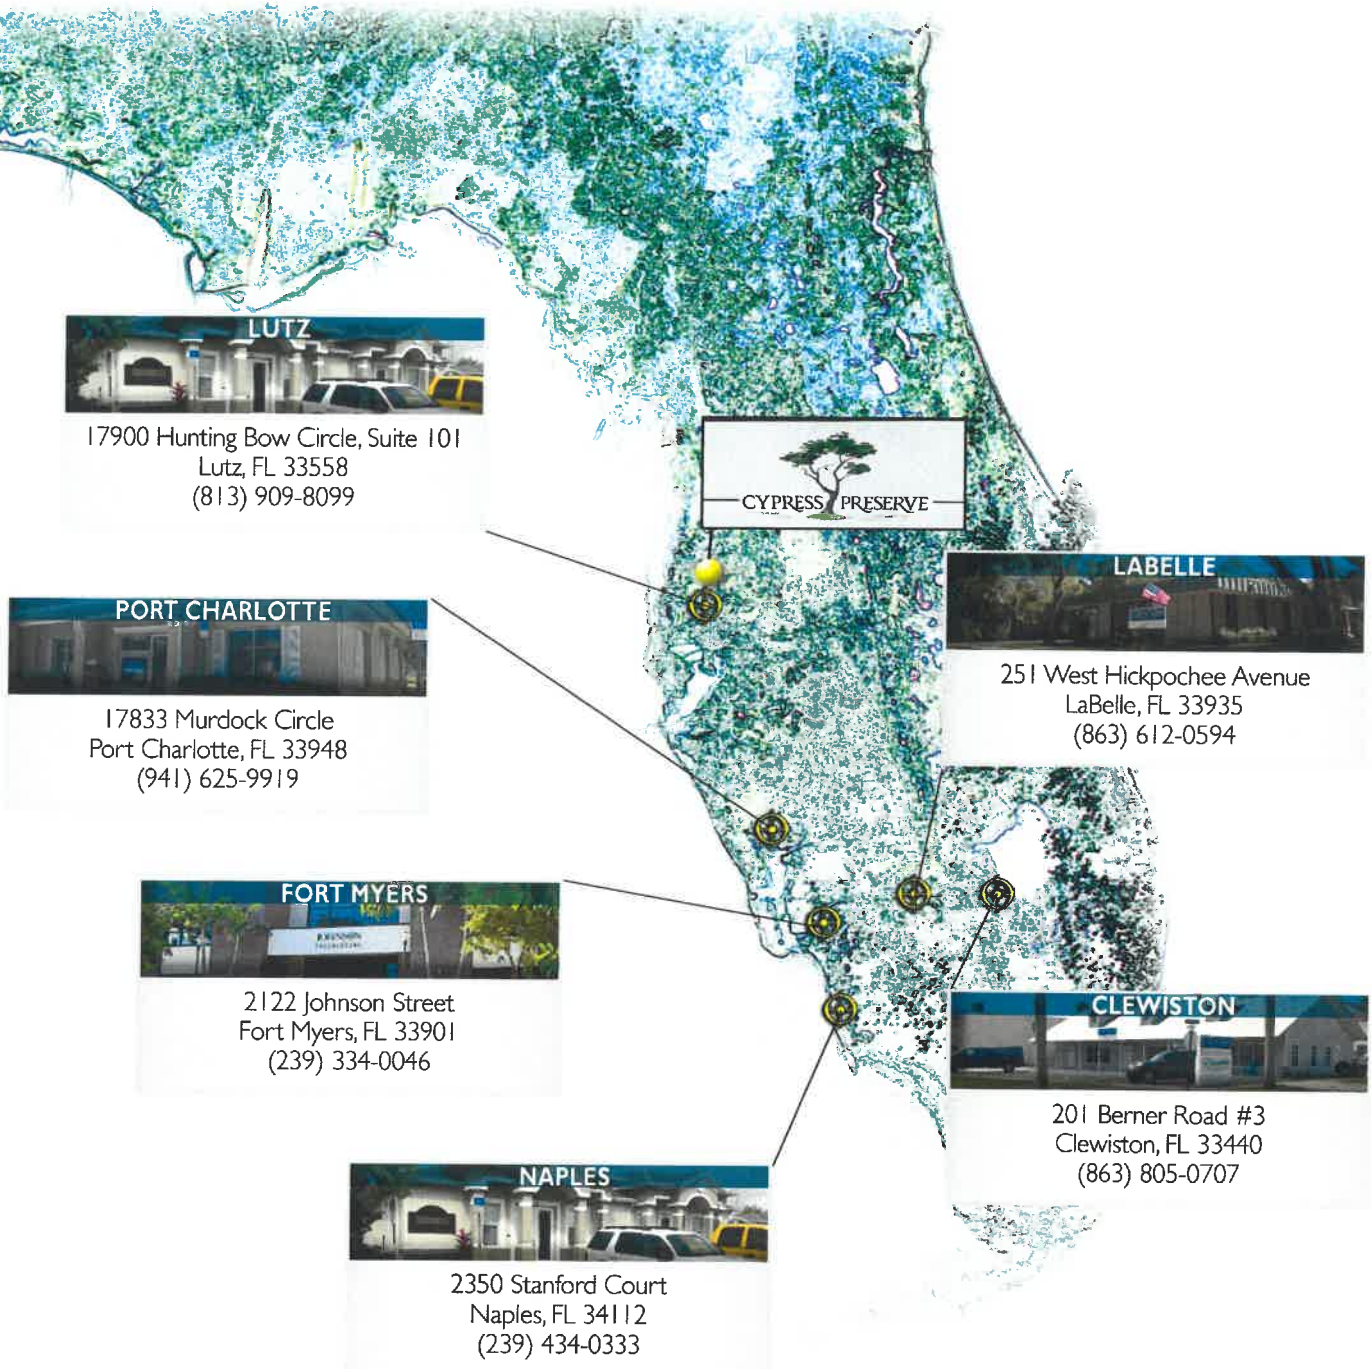 LUTZ
17900 Hunting Bow Circle, Suite 101
Lutz, FL 33558
(813) 909-8099
CYPRESS PRESERVE
PORT CHARLOTTE
17833 Murdock Circle
Port Charlotte, FL 33948
(941) 625-9919
LABELLE
251 West Hickpochee Avenue
LaBelle, FL 33935
(863) 612-0594
FORT MYERS
JOHNSON
ENGINEERING
2122 Johnson Street
Fort Myers, FL 33901
(239) 334-0046
CLEWISTON
201 Berner Road #3
Clewiston, FL 33440
(863) 805-0707
NAPLES
2350 Stanford Court
Naples, FL 34112
(239) 434-0333